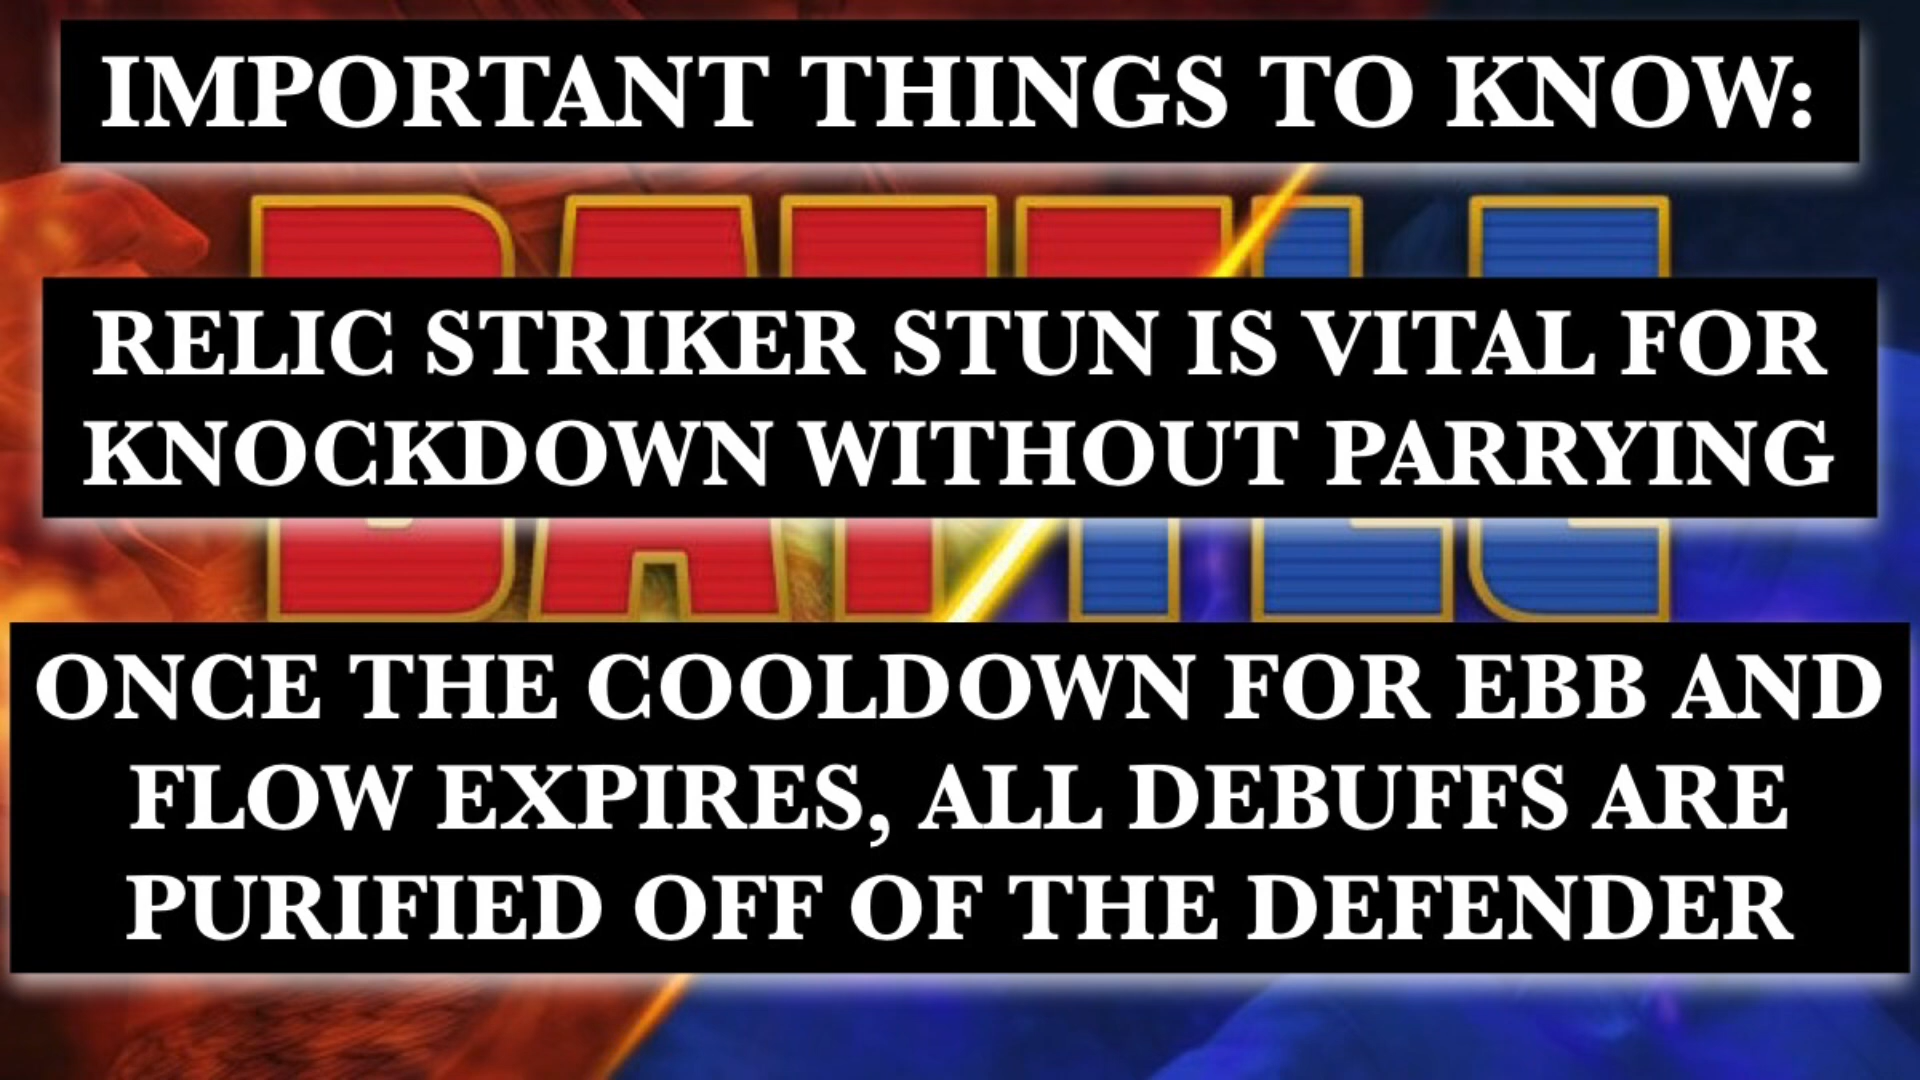 IMPORTANT THINGS TO KNOW:
BATTLE
RELIC STRIKER STUN IS VITAL FOR
KNOCKDOWN WITHOUT PARRYING
ONCE THE COOLDOWN FOR EBB AND
FLOW EXPIRES, ALL DEBUFFS ARE
PURIFIED OFF OF THE DEFENDER